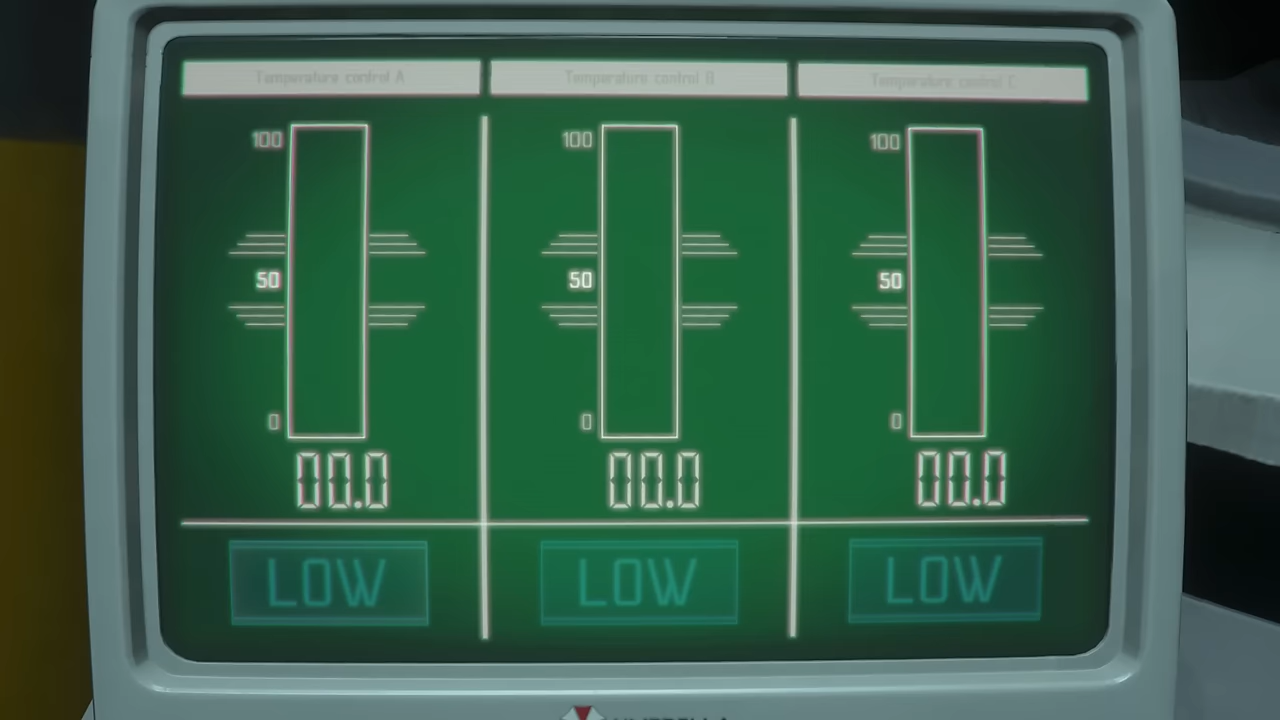 Temperature control A Temperature control B Temperature control C
100 100 100
50 50 50
0 0 0
00.0 00.0 00.0
LOW LOW LOW
UMBRELLA